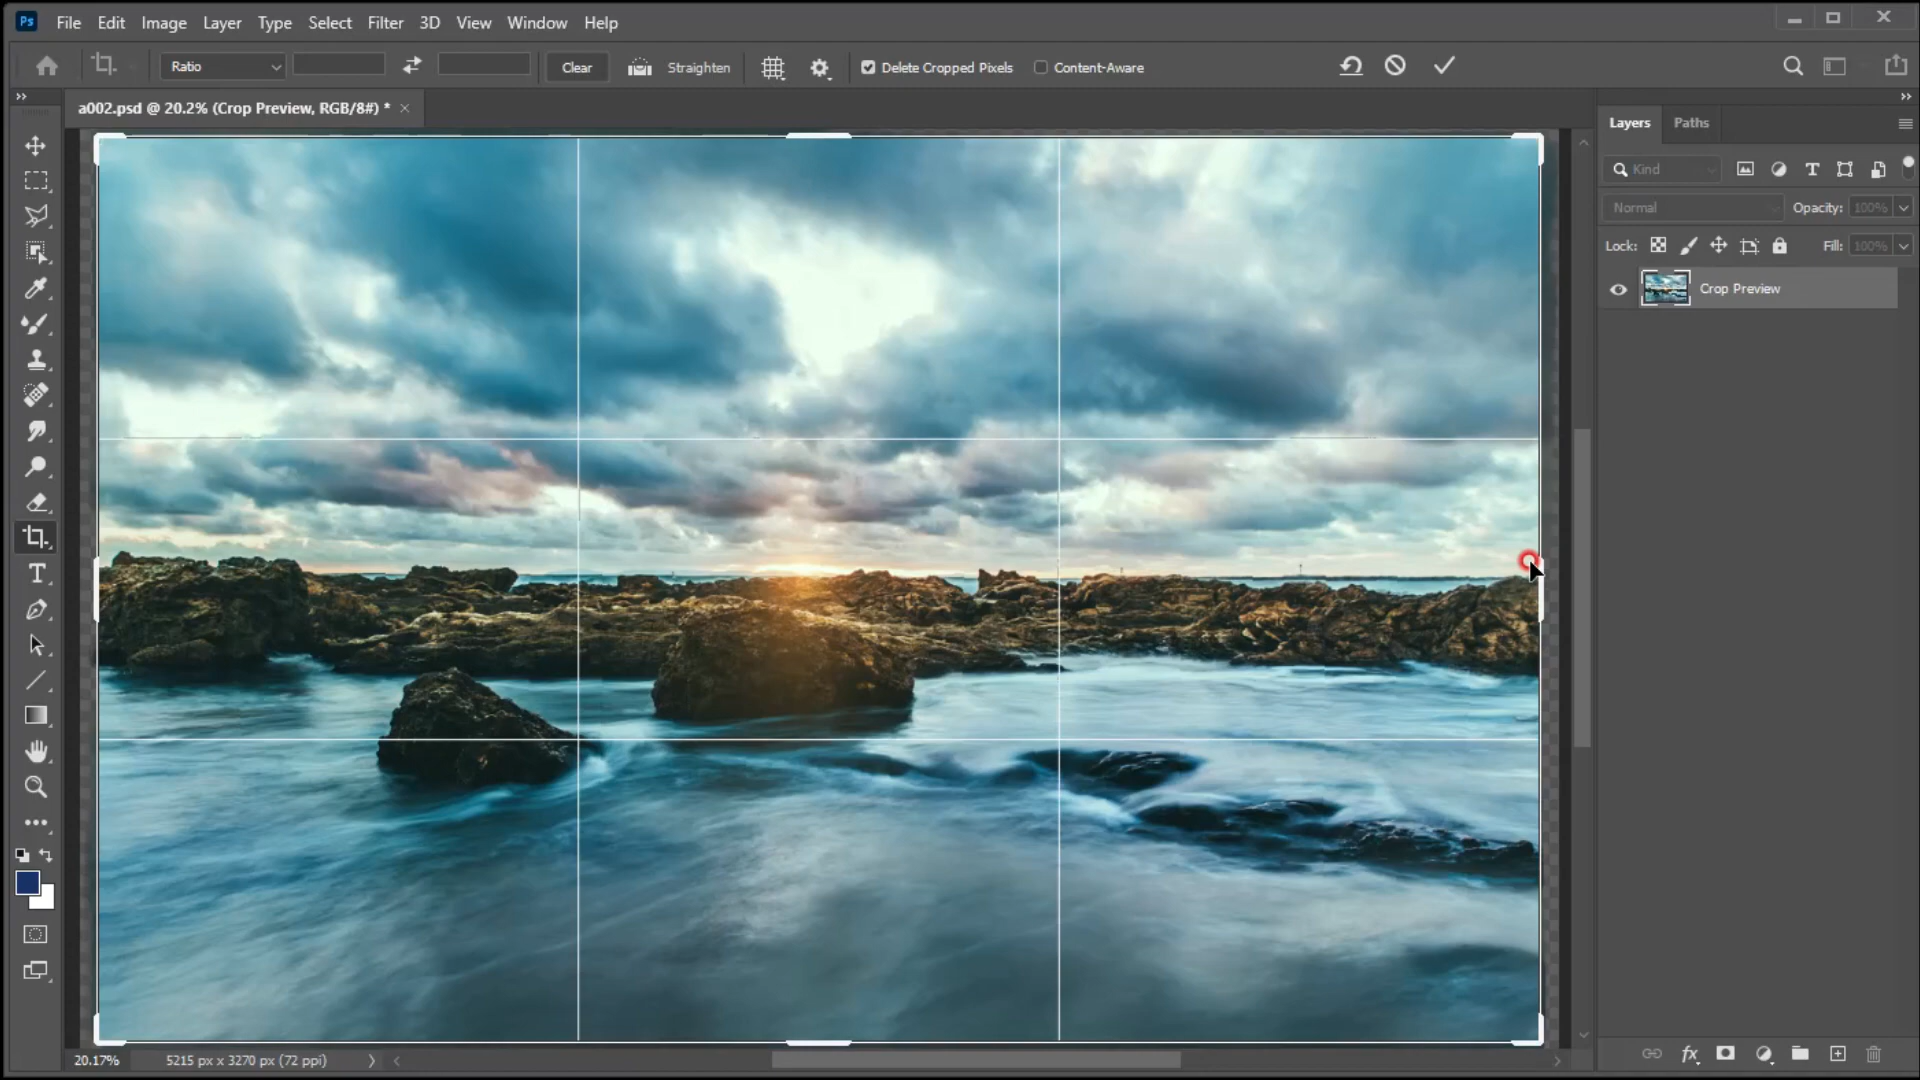 Ps File Edit Image Layer Type Select Filter 3D View Window Help
Ratio Clear Straighten Delete Cropped Pixels Content-Aware
a002.psd @ 20.2% (Crop Preview, RGB/8#) * ×
Layers Paths
Kind
Normal Opacity: 100%
Lock: Fill: 100%
Crop Preview
20.17% 5215 px x 3270 px (72 ppi)